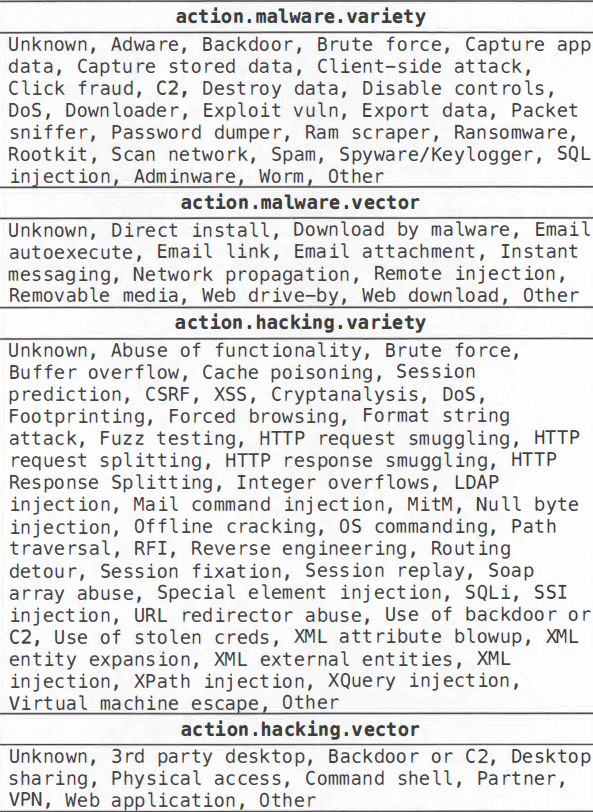 action.malware.variety
Unknown, Adware, Backdoor, Brute force, Capture app
data, Capture stored data, Client-side attack,
Click fraud, C2, Destroy data, Disable controls,
DoS, Downloader, Exploit vuln, Export data, Packet
sniffer, Password dumper, Ram scraper, Ransomware,
Rootkit, Scan network, Spam, Spyware/Keylogger, SQL
injection, Adminware, Worm, Other
action.malware.vector
Unknown, Direct install, Download by malware, Email
autoexecute, Email link, Email attachment, Instant
messaging, Network propagation, Remote injection,
Removable media, Web drive-by, Web download, Other
action.hacking.variety
Unknown, Abuse of functionality, Brute force,
Buffer overflow, Cache poisoning, Session
prediction, CSRF, XSS, Cryptanalysis, DoS,
Footprinting, Forced browsing, Format string
attack, Fuzz testing, HTTP request smuggling, HTTP
request splitting, HTTP response smuggling, HTTP
Response Splitting, Integer overflows, LDAP
injection, Mail command injection, MitM, Null byte
injection, Offline cracking, OS commanding, Path
traversal, RFI, Reverse engineering, Routing
detour, Session fixation, Session replay, Soap
array abuse, Special element injection, SQLi, SSI
injection, URL redirector abuse, Use of backdoor or
C2, Use of stolen creds, XML attribute blowup, XML
entity expansion, XML external entities, XML
injection, XPath injection, XQuery injection,
Virtual machine escape, Other
action.hacking.vector
Unknown, 3rd party desktop, Backdoor or C2, Desktop
sharing, Physical access, Command shell, Partner,
VPN, Web application, Other